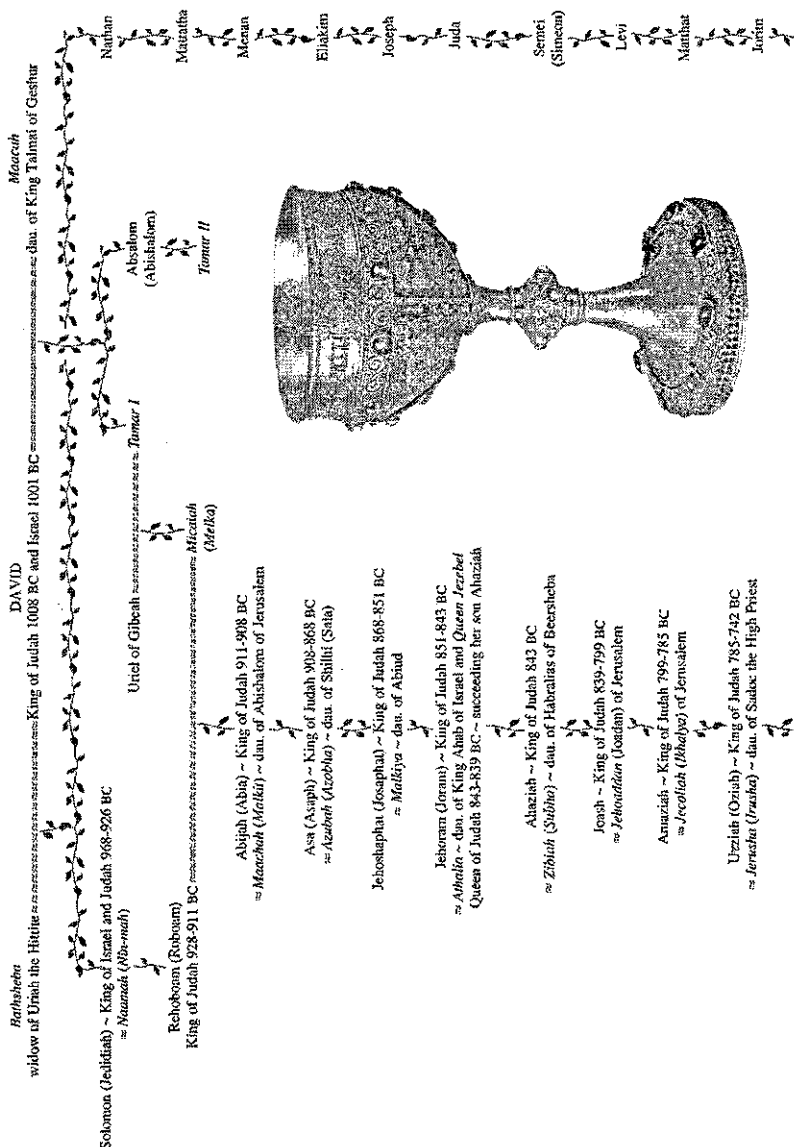 Bathsheba
widow of Uriah the Hittite
DAVID
King of Judah 1008 BC and Israel 1001 BC
Maacah
dau. of King Talmai of Geshur
Solomon (Jedidiah) ~ King of Israel and Judah 968-926 BC
≈ Naamah (Nin-mah)
Tamar I
Absalom
(Abishalom)
Nathan
Uriel of Gibeah
Tamar II
Mattatha
Rehoboam (Roboam)
King of Judah 928-911 BC
Micaiah
(Melka)
Menan
Abijah (Abia) ~ King of Judah 911-908 BC
≈ Maachah (Melkit) ~ dau. of Abishalom of Jerusalem
Eliakim
Asa (Asaph) ~ King of Judah 908-868 BC
≈ Azubah (Azobha) ~ dau. of Shilhi (Sata)
Joseph
Jehoshaphat (Josaphat) ~ King of Judah 868-851 BC
≈ Malkiya ~ dau. of Abiud
Juda
Jehoram (Joram) ~ King of Judah 851-843 BC
≈ Athalia ~ dau. of King Ahab of Israel and Queen Jezebel
Queen of Judah 843-839 BC ~ succeeding her son Ahaziah
Semei
(Simeon)
Ahaziah ~ King of Judah 843 BC
≈ Zibiah (Subha) ~ dau. of Habralias of Beersheba
Levi
Joash ~ King of Judah 839-799 BC
≈ Jehoaddan (Joadan) of Jerusalem
Matthat
Amaziah ~ King of Judah 799-785 BC
≈ Jecoliah (Ikhalya) of Jerusalem
Jorim
Uzziah (Oziah) ~ King of Judah 785-742 BC
≈ Jerusha (Irusha) ~ dau. of Sadoc the High Priest